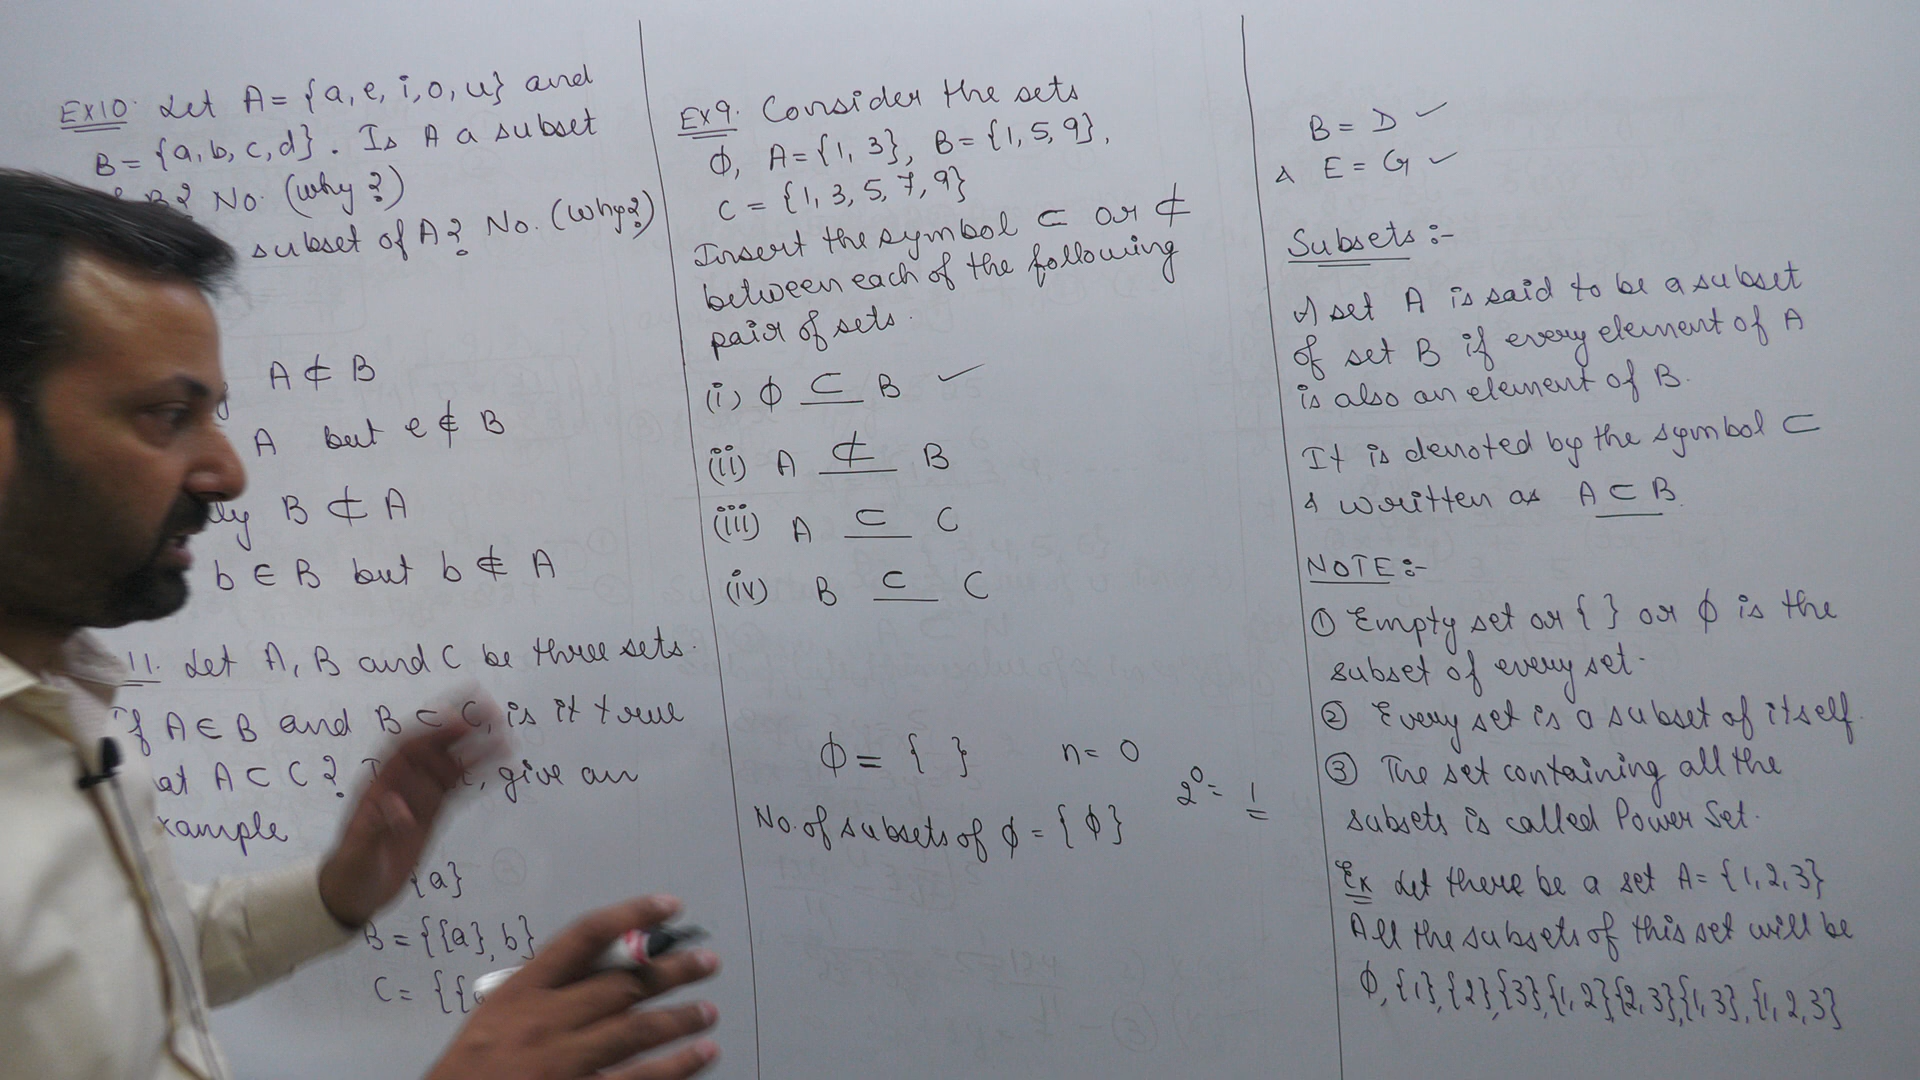 Ex10. Let A = {a, e, i, o, u} and
B = {a, b, c, d}. Is A a subset
B? No. (why?)
subset of A? No. (why?)
A ⊄ B
A but e ∉ B
B ⊄ A
b ∈ B but b ∉ A
11. Let A, B and C be three sets.
If A ∈ B and B ⊂ C, is it true
A ⊂ C? give an
{a}
B = {{a}, b}
C = {{
Ex9. Consider the sets
ϕ, A = {1, 3}, B = {1, 5, 9},
C = {1, 3, 5, 7, 9}
Insert the symbol ⊂ or ⊄
between each of the following
pair of sets.
(i) ϕ ⊂ B ✓
(ii) A ⊄ B
(iii) A ⊂ C
(iv) B ⊂ C
ϕ = { } n = 0
2⁰ = 1
No. of subsets of ϕ = {ϕ}
B = D ✓
& E = G ✓
Subsets :-
A set A is said to be a subset
of set B if every element of A
is also an element of B.
It is denoted by the symbol ⊂
& written as A ⊂ B.
NOTE :-
① Empty set or { } or ϕ is the
subset of every set.
② Every set is a subset of itself.
③ The set containing all the
subsets is called Power Set.
Ex Let there be a set A = {1, 2, 3}
All the subsets of this set will be
ϕ, {1}, {2}, {3}, {1, 2}, {2, 3}, {1, 3}, {1, 2, 3}